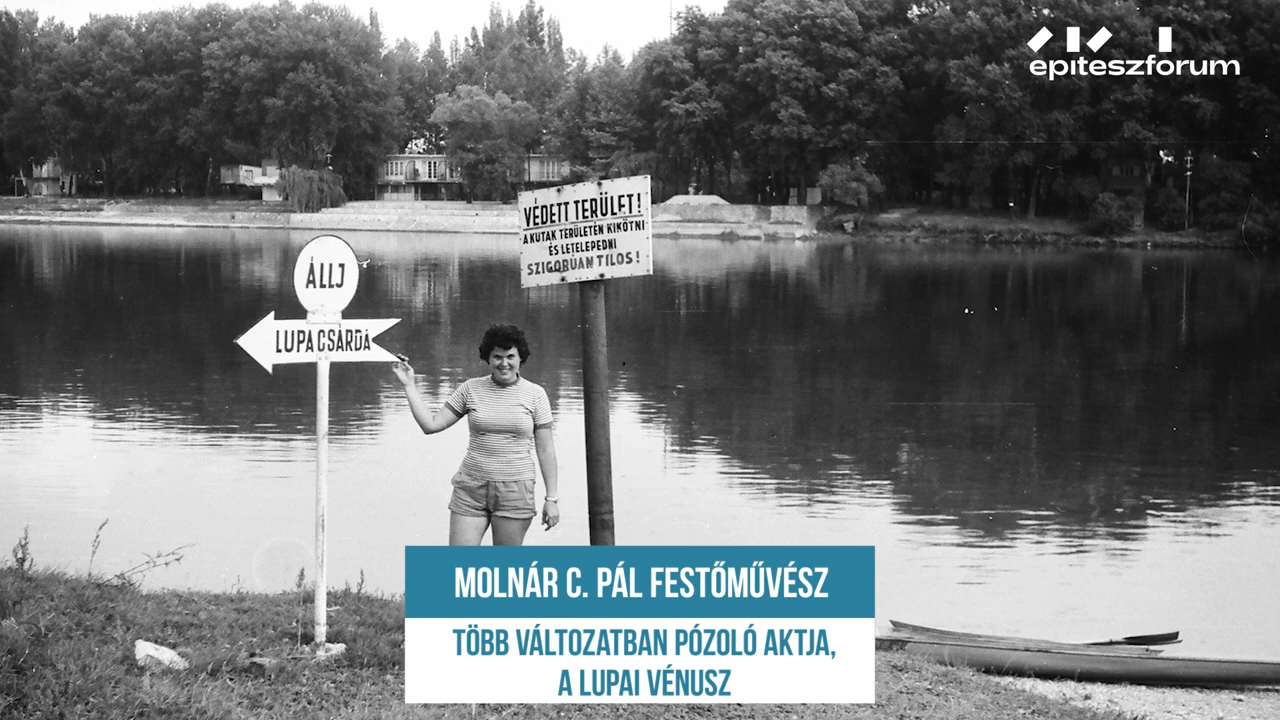 epiteszforum
VÉDETT TERÜLET!
A KUTAK TERÜLETÉN KIKÖTNI
ÉS LETELEPEDNI
SZIGORÚAN TILOS!
ÁLLJ
LUPA CSÁRDA
MOLNÁR C. PÁL FESTŐMŰVÉSZ
TÖBB VÁLTOZATBAN PÓZOLÓ AKTJA,
A LUPAI VÉNUSZ